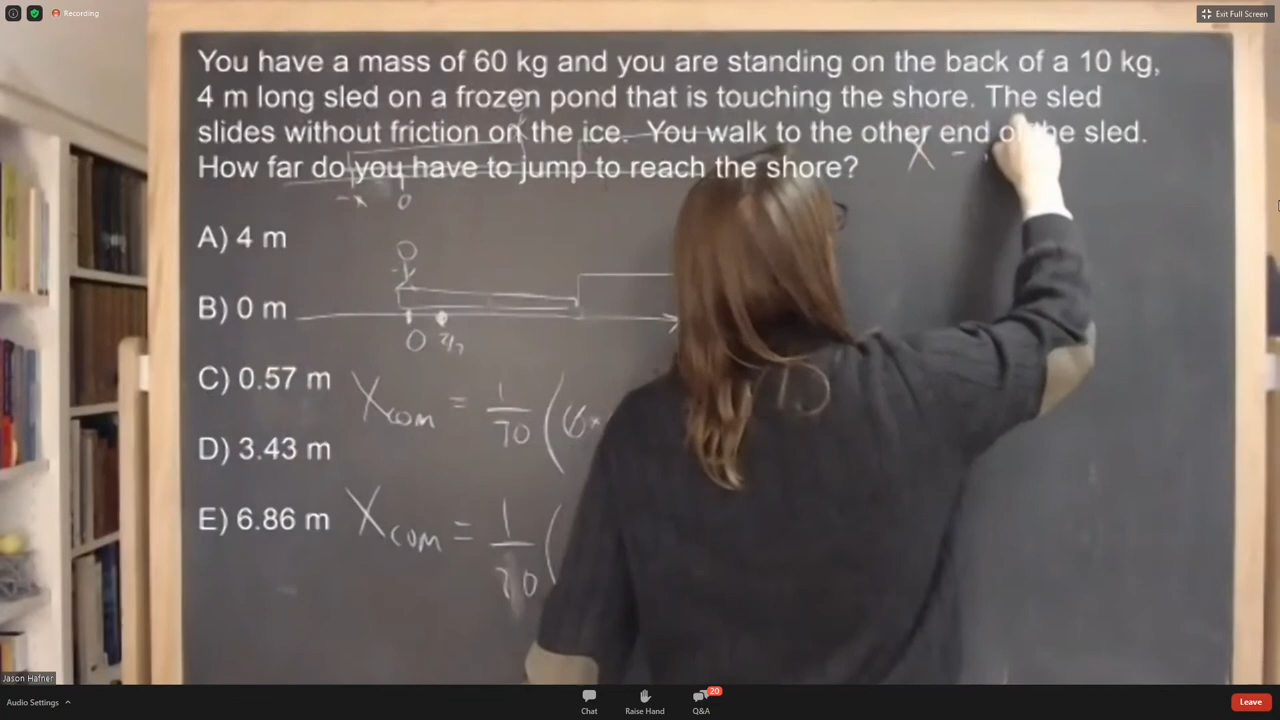 Recording
Exit Full Screen
You have a mass of 60 kg and you are standing on the back of a 10 kg,
4 m long sled on a frozen pond that is touching the shore. The sled
slides without friction on the ice. You walk to the other end of the sled.
How far do you have to jump to reach the shore?
X -
-x 0
A) 4 m
B) 0 m
0 2/7
C) 0.57 m
Xcom = 1/70 (
D) 3.43 m
E) 6.86 m
Xcom = 1/70 (
Jason Hafner
Audio Settings
Chat
Raise Hand
20
Q&A
Leave